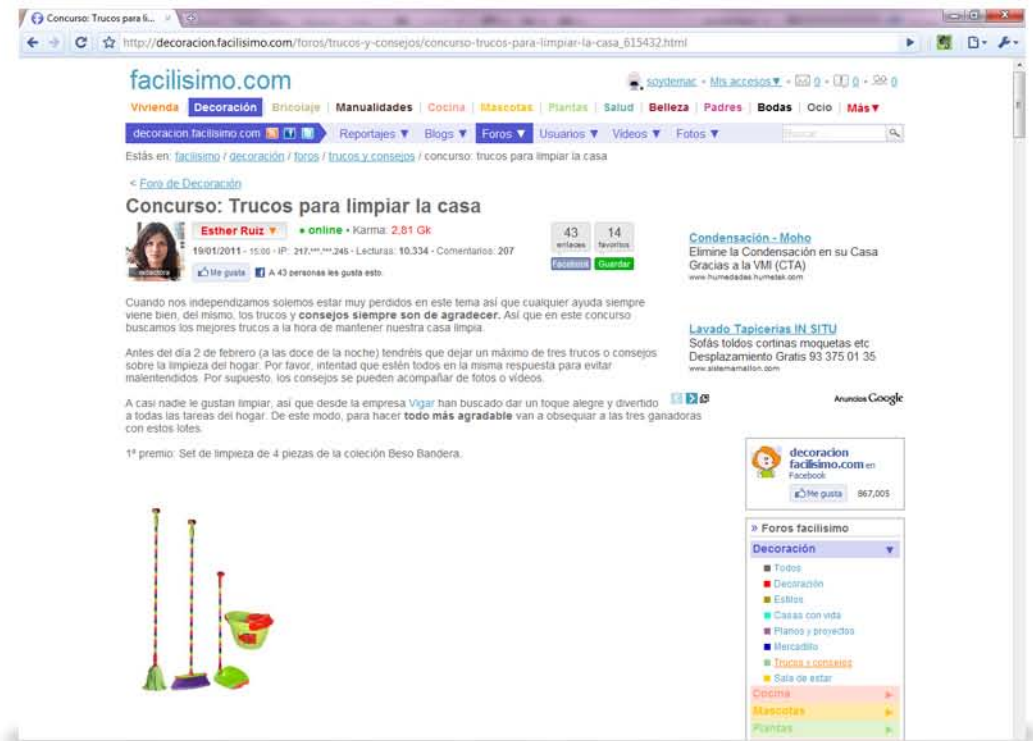 Concurso: Trucos para li...
http://decoracion.facilisimo.com/foros/trucos-y-consejos/concurso-trucos-para-limpiar-la-casa_615432.html
facilisimo.com
soydemac - Mis accesos▼ - 0 - 0 - 0
Vivienda Decoración Bricolaje Manualidades Cocina Mascotas Plantas Salud Belleza Padres Bodas Ocio Más▼
decoracion.facilisimo.com Reportajes ▼ Blogs ▼ Foros ▼ Usuarios ▼ Videos ▼ Fotos ▼ Buscar
Estás en: facilisimo / decoración / foros / trucos y consejos / concurso: trucos para limpiar la casa
< Foro de Decoración
Concurso: Trucos para limpiar la casa
Esther Ruiz ▼ • online • Karma: 2,81 Gk
19/01/2011 - 15:06 - IP: 217.***.***.245 - Lecturas: 10.334 - Comentarios: 207
redactora
Me gusta A 43 personas les gusta esto.
43 enlaces Facebook
14 favoritos Guardar
Cuando nos independizamos solemos estar muy perdidos en este tema así que cualquier ayuda siempre
viene bien, del mismo, los trucos y consejos siempre son de agradecer. Así que en este concurso
buscamos los mejores trucos a la hora de mantener nuestra casa limpia.
Antes del día 2 de febrero (a las doce de la noche) tendréis que dejar un máximo de tres trucos o consejos
sobre la limpieza del hogar. Por favor, intentad que estén todos en la misma respuesta para evitar
malentendidos. Por supuesto, los consejos se pueden acompañar de fotos o vídeos.
A casi nadie le gustan limpiar, así que desde la empresa Vigar han buscado dar un toque alegre y divertido
a todas las tareas del hogar. De este modo, para hacer todo más agradable van a obsequiar a las tres ganadoras
con estos lotes.
1º premio: Set de limpieza de 4 piezas de la coleción Beso Bandera.
Condensación - Moho
Elimine la Condensación en su Casa
Gracias a la VMI (CTA)
www.humedades.humetek.com
Lavado Tapicerias IN SITU
Sofás toldos cortinas moquetas etc
Desplazamiento Gratis 93 375 01 35
www.sistemamallon.com
Anuncios Google
decoracion
facilisimo.com en
Facebook
Me gusta 867,005
» Foros facilisimo
Decoración ▼
Todos
Decoración
Estilos
Casas con vida
Planos y proyectos
Mercadillo
Trucos y consejos
Sala de estar
Cocina
Mascotas
Plantas